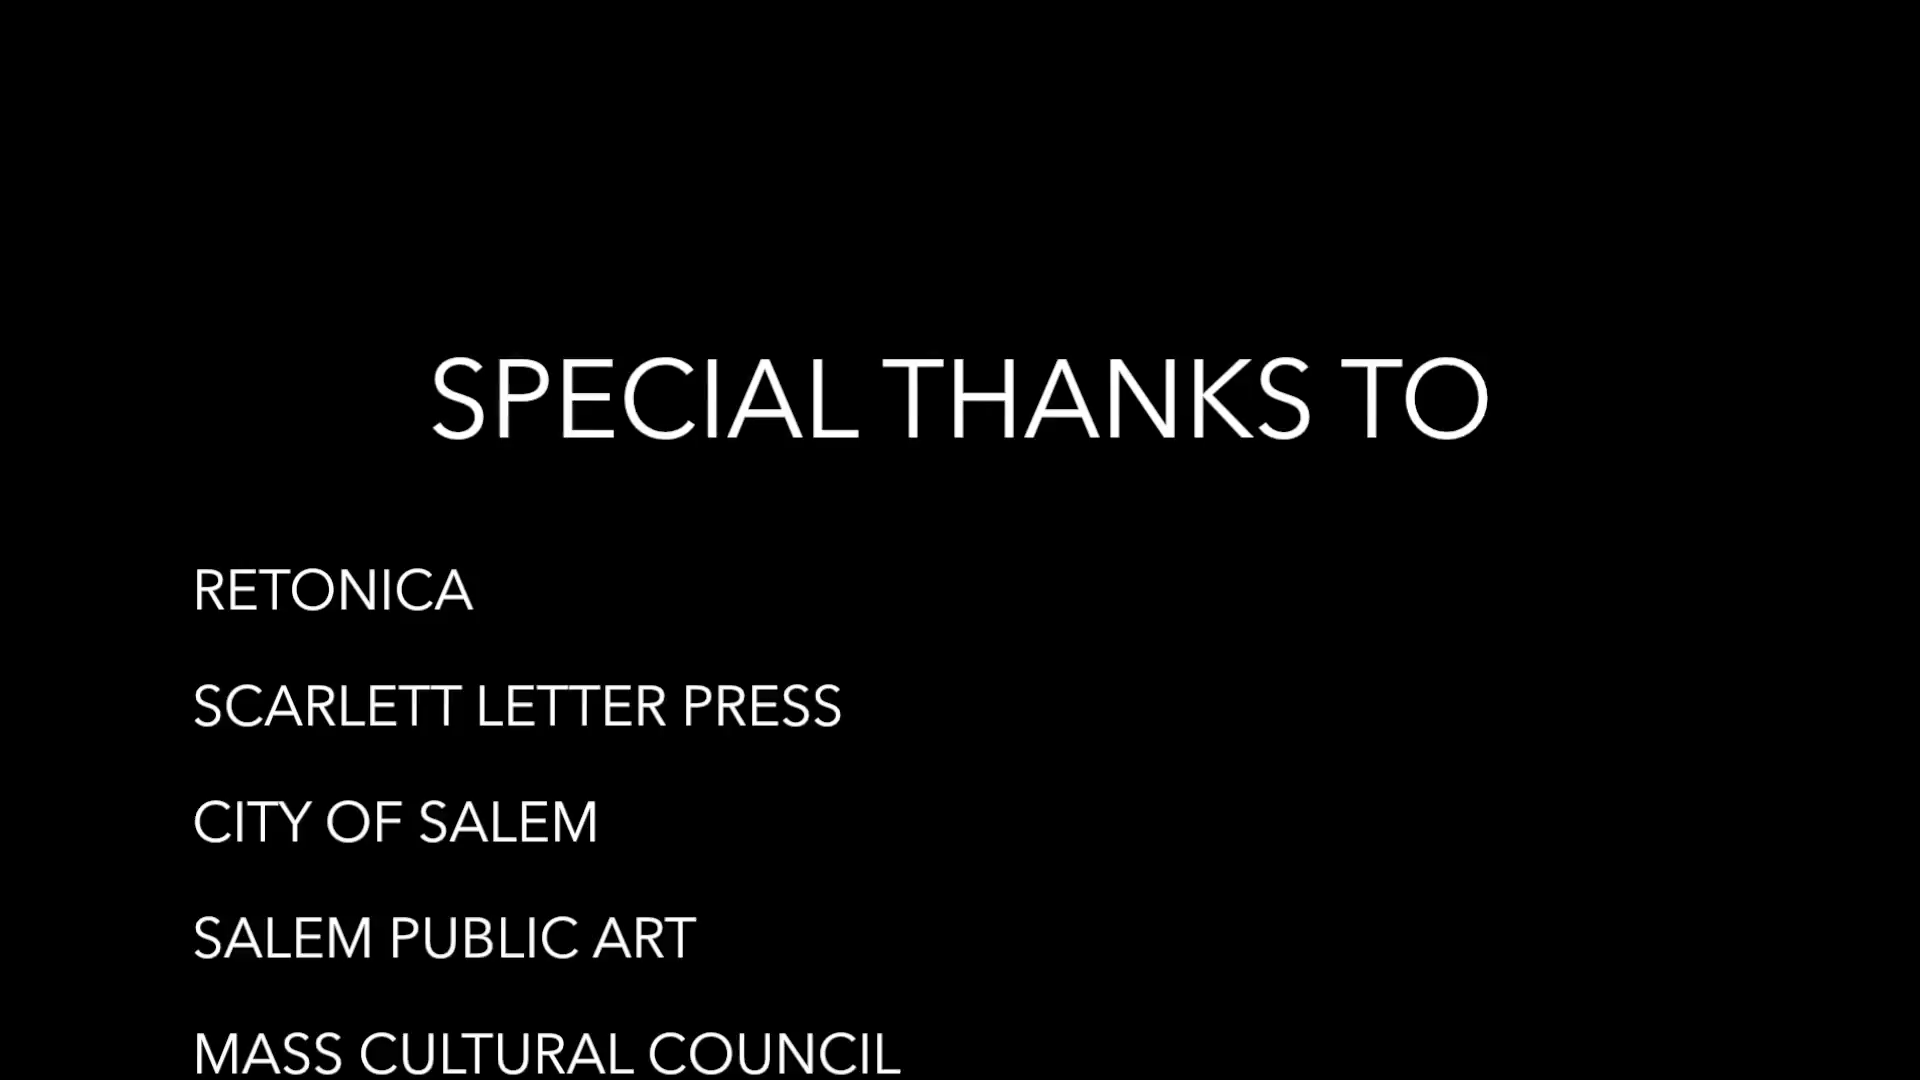 SPECIAL THANKS TO
RETONICA
SCARLETT LETTER PRESS
CITY OF SALEM
SALEM PUBLIC ART
MASS CULTURAL COUNCIL